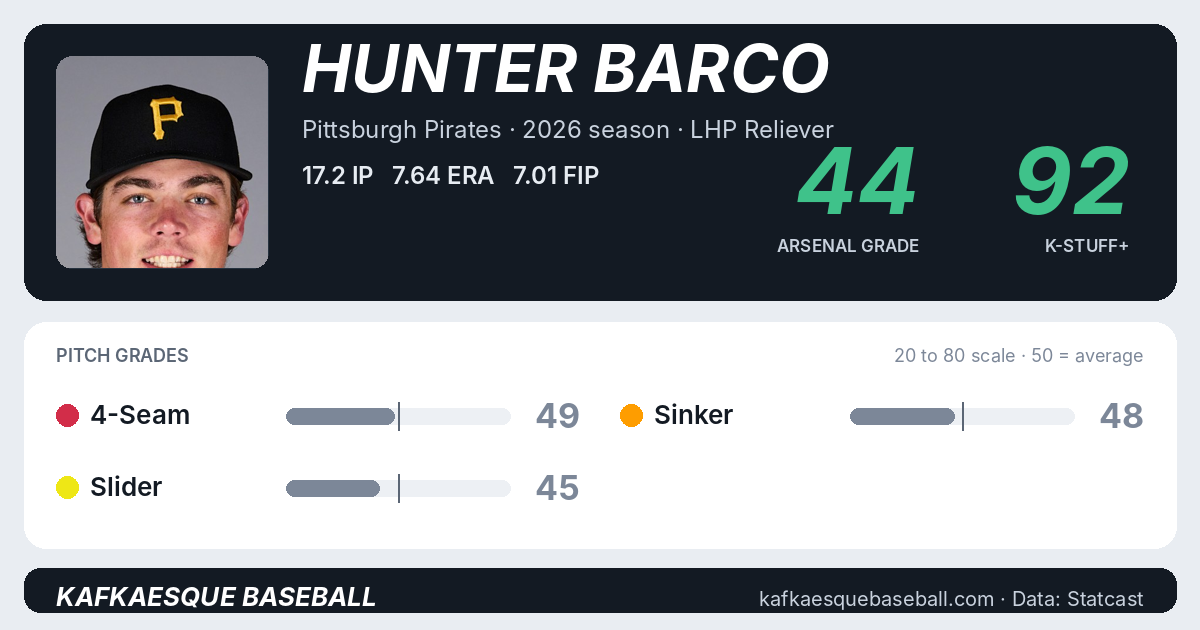 HUNTER BARCO
Pittsburgh Pirates · 2026 season · LHP Reliever
17.2 IP 7.64 ERA 7.01 FIP
44 92
ARSENAL GRADE K-STUFF+
P
PITCH GRADES 20 to 80 scale · 50 = average
4-Seam 49 Sinker 48
Slider 45
KAFKAESQUE BASEBALL kafkaesquebaseball.com · Data: Statcast